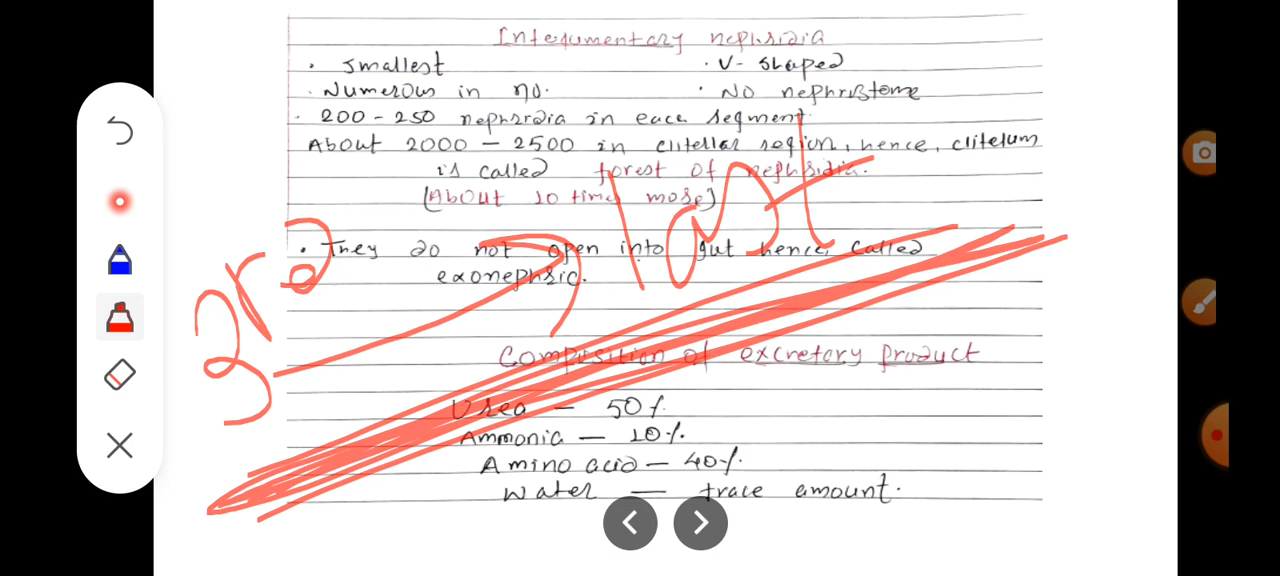 Integumentary nephridia
· smallest · V- shaped
· Numerous in no. · No nephrostome
· 200 - 250 nephridia in each segment
About 2000 - 2500 in clitellar region, hence, clitelum
is called forest of nephridia.
(About 10 times more)
· They do not open into gut hence, called
exonephric.
3rd → last
Composition of excretory product
Urea - 50%.
Ammonia - 10%.
Amino acid - 40%.
Water - trace amount.